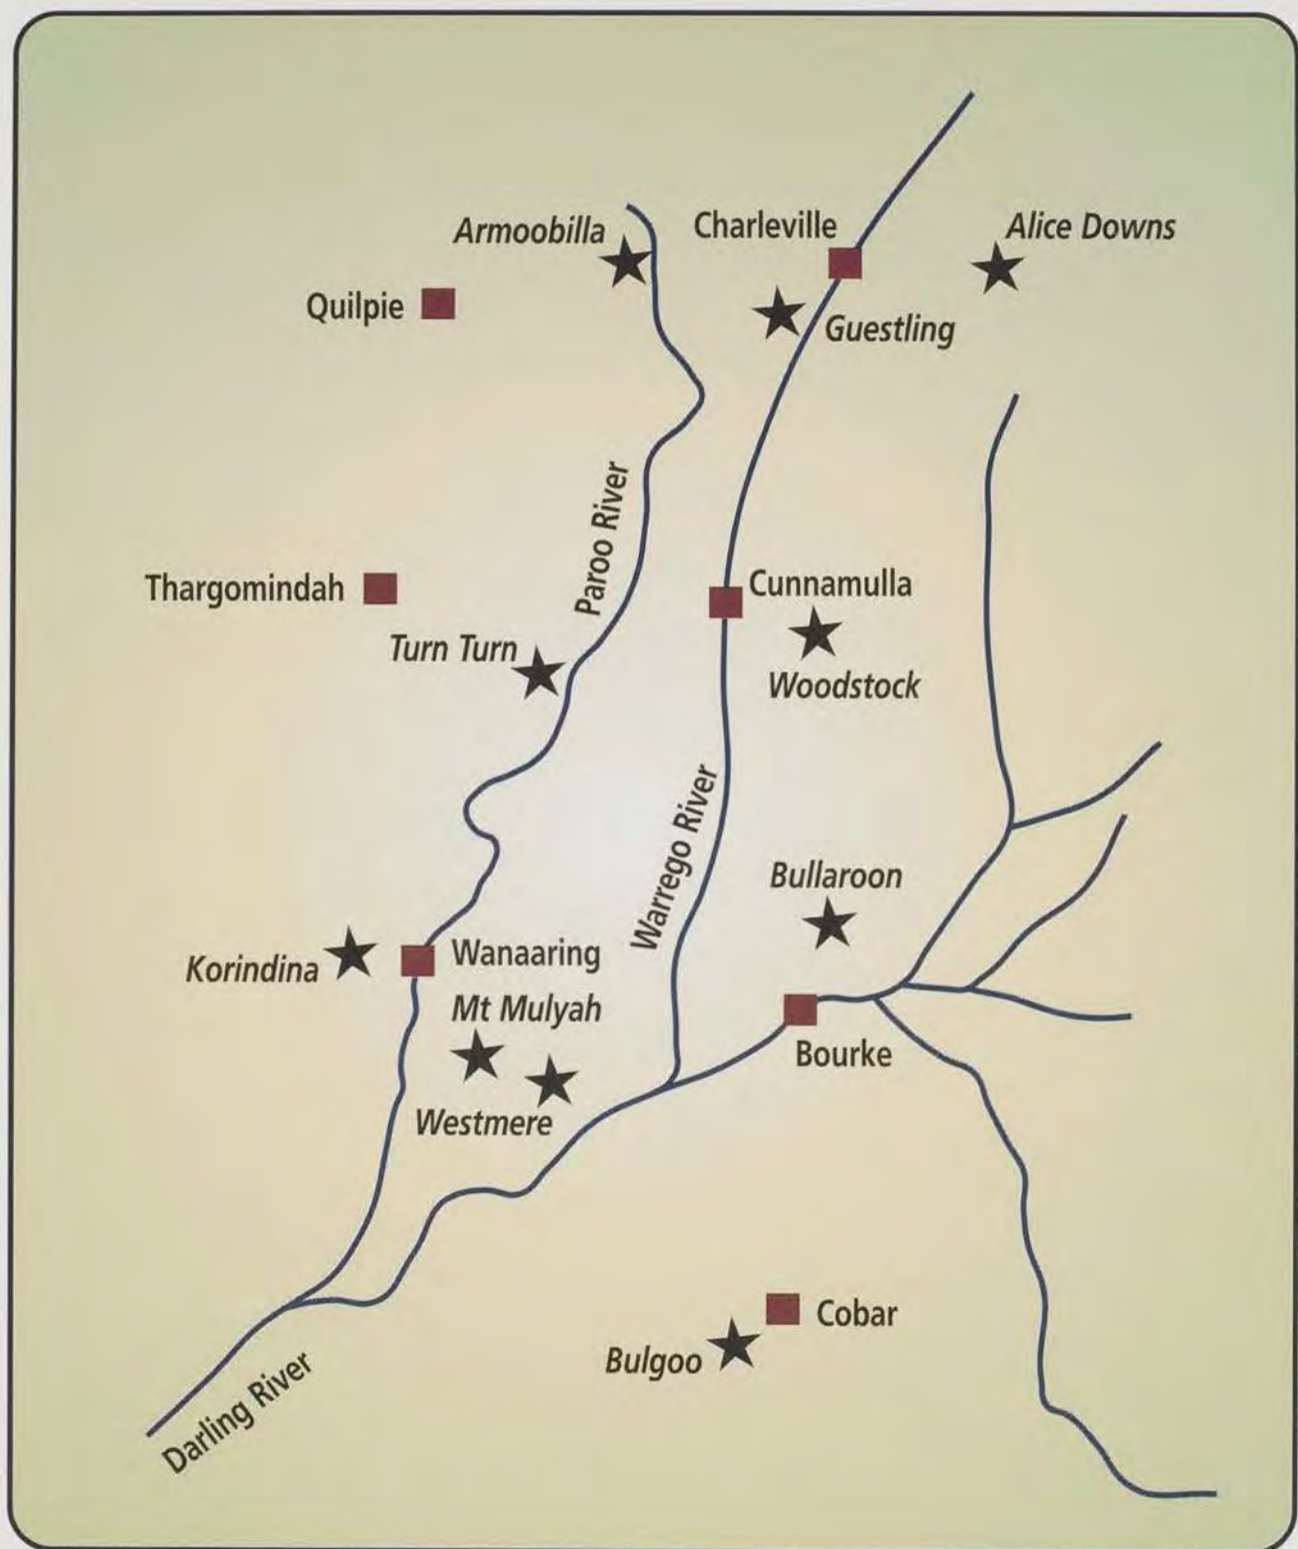 Armoobilla
Charleville
Alice Downs
Quilpie
Guestling
Paroo River
Thargomindah
Cunnamulla
Turn Turn
Woodstock
Warrego River
Bullaroon
Korindina
Wanaaring
Mt Mulyah
Bourke
Westmere
Cobar
Bulgoo
Darling River